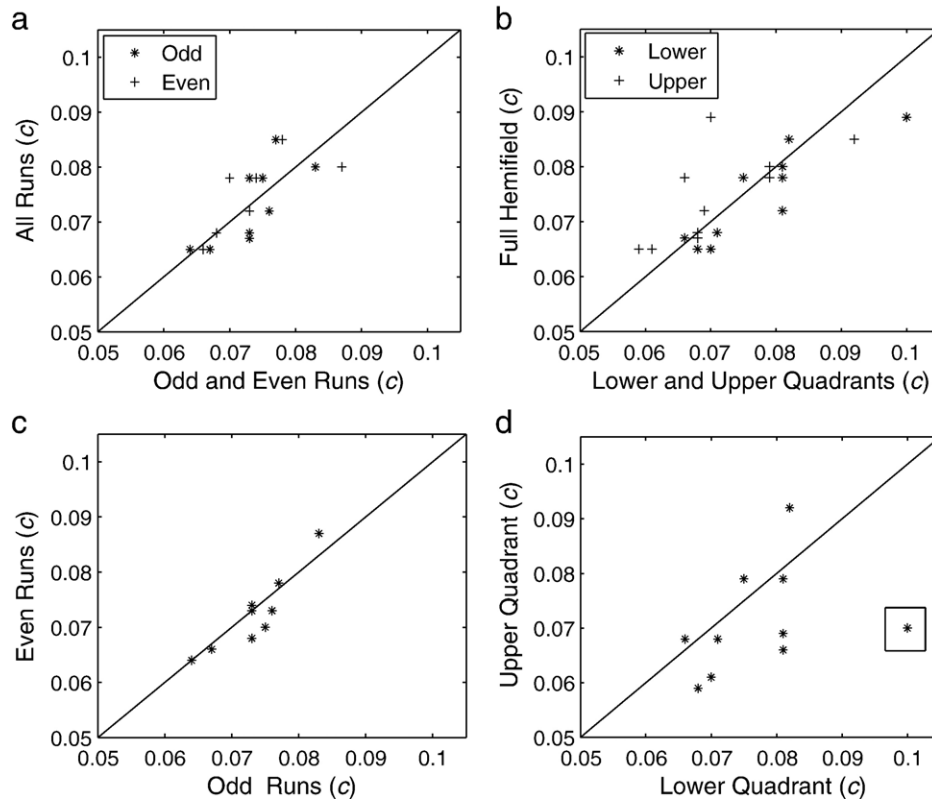 a
Odd
Even
0.1
0.09
0.08
0.07
0.06
0.05
All Runs (c)
0.05 0.06 0.07 0.08 0.09 0.1
Odd and Even Runs (c)
b
Lower
Upper
0.1
0.09
0.08
0.07
0.06
0.05
Full Hemifield (c)
0.05 0.06 0.07 0.08 0.09 0.1
Lower and Upper Quadrants (c)
c
0.1
0.09
0.08
0.07
0.06
0.05
Even Runs (c)
0.05 0.06 0.07 0.08 0.09 0.1
Odd Runs (c)
d
0.1
0.09
0.08
0.07
0.06
0.05
Upper Quadrant (c)
0.05 0.06 0.07 0.08 0.09 0.1
Lower Quadrant (c)